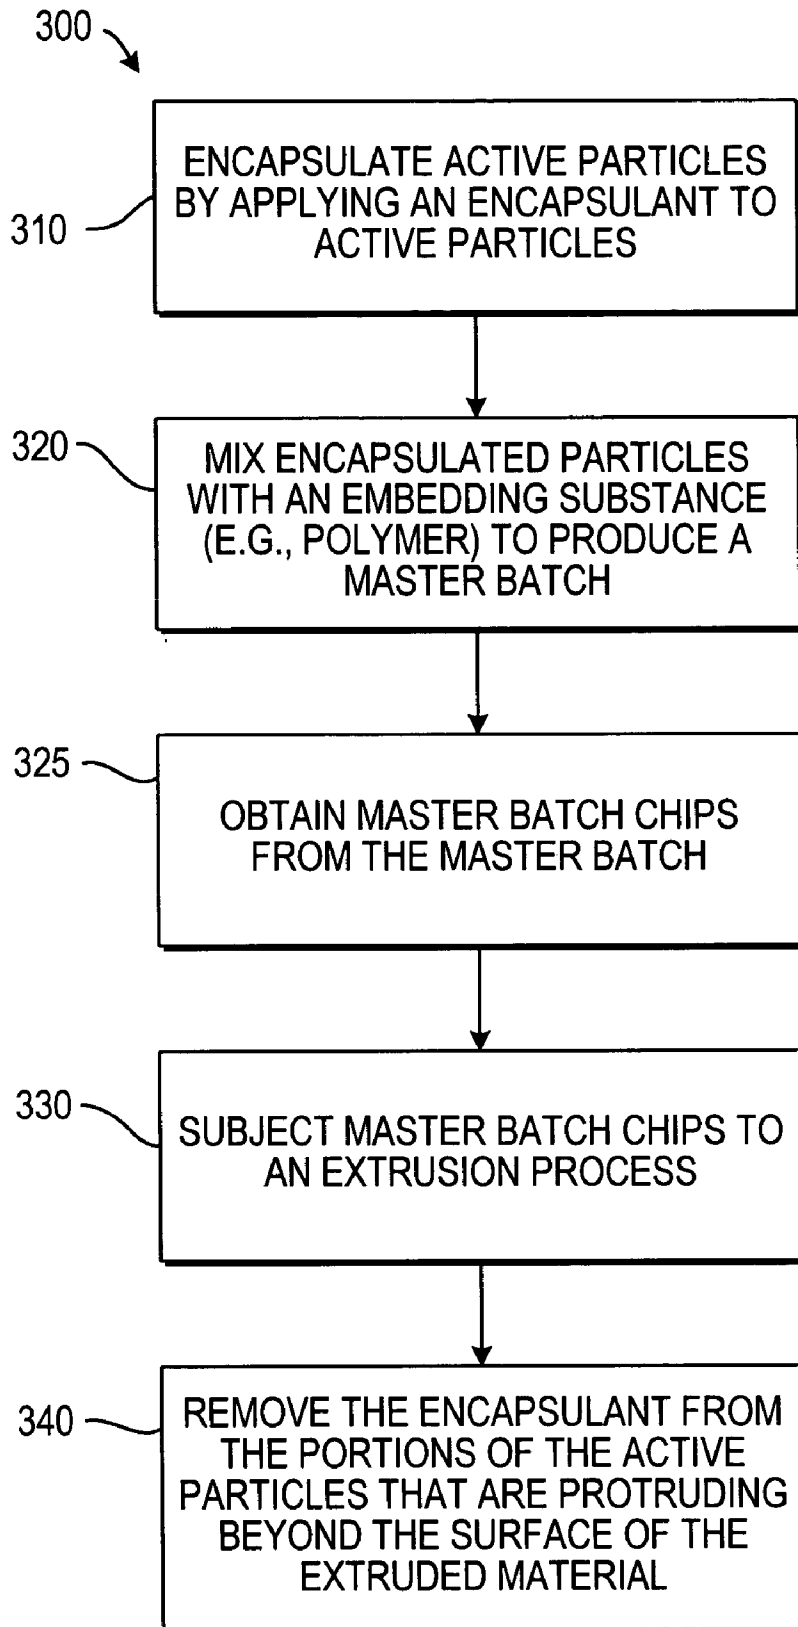 300
310
ENCAPSULATE ACTIVE PARTICLES
BY APPLYING AN ENCAPSULANT TO
ACTIVE PARTICLES
320
MIX ENCAPSULATED PARTICLES
WITH AN EMBEDDING SUBSTANCE
(E.G., POLYMER) TO PRODUCE A
MASTER BATCH
325
OBTAIN MASTER BATCH CHIPS
FROM THE MASTER BATCH
330
SUBJECT MASTER BATCH CHIPS TO
AN EXTRUSION PROCESS
340
REMOVE THE ENCAPSULANT FROM
THE PORTIONS OF THE ACTIVE
PARTICLES THAT ARE PROTRUDING
BEYOND THE SURFACE OF THE
EXTRUDED MATERIAL